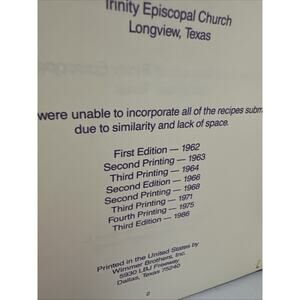 Trinity Episcopal Church
Longview, Texas
were unable to incorporate all of the recipes subm
due to similarity and lack of space.
First Edition — 1962
Second Printing — 1963
Third Printing — 1964
Second Edition — 1966
Second Printing — 1968
Third Printing — 1971
Fourth Printing — 1975
Third Edition — 1986
Printed in the United States by
Wimmer Brothers, Inc.
5930 LBJ Freeway
Dallas, Texas 75240
2